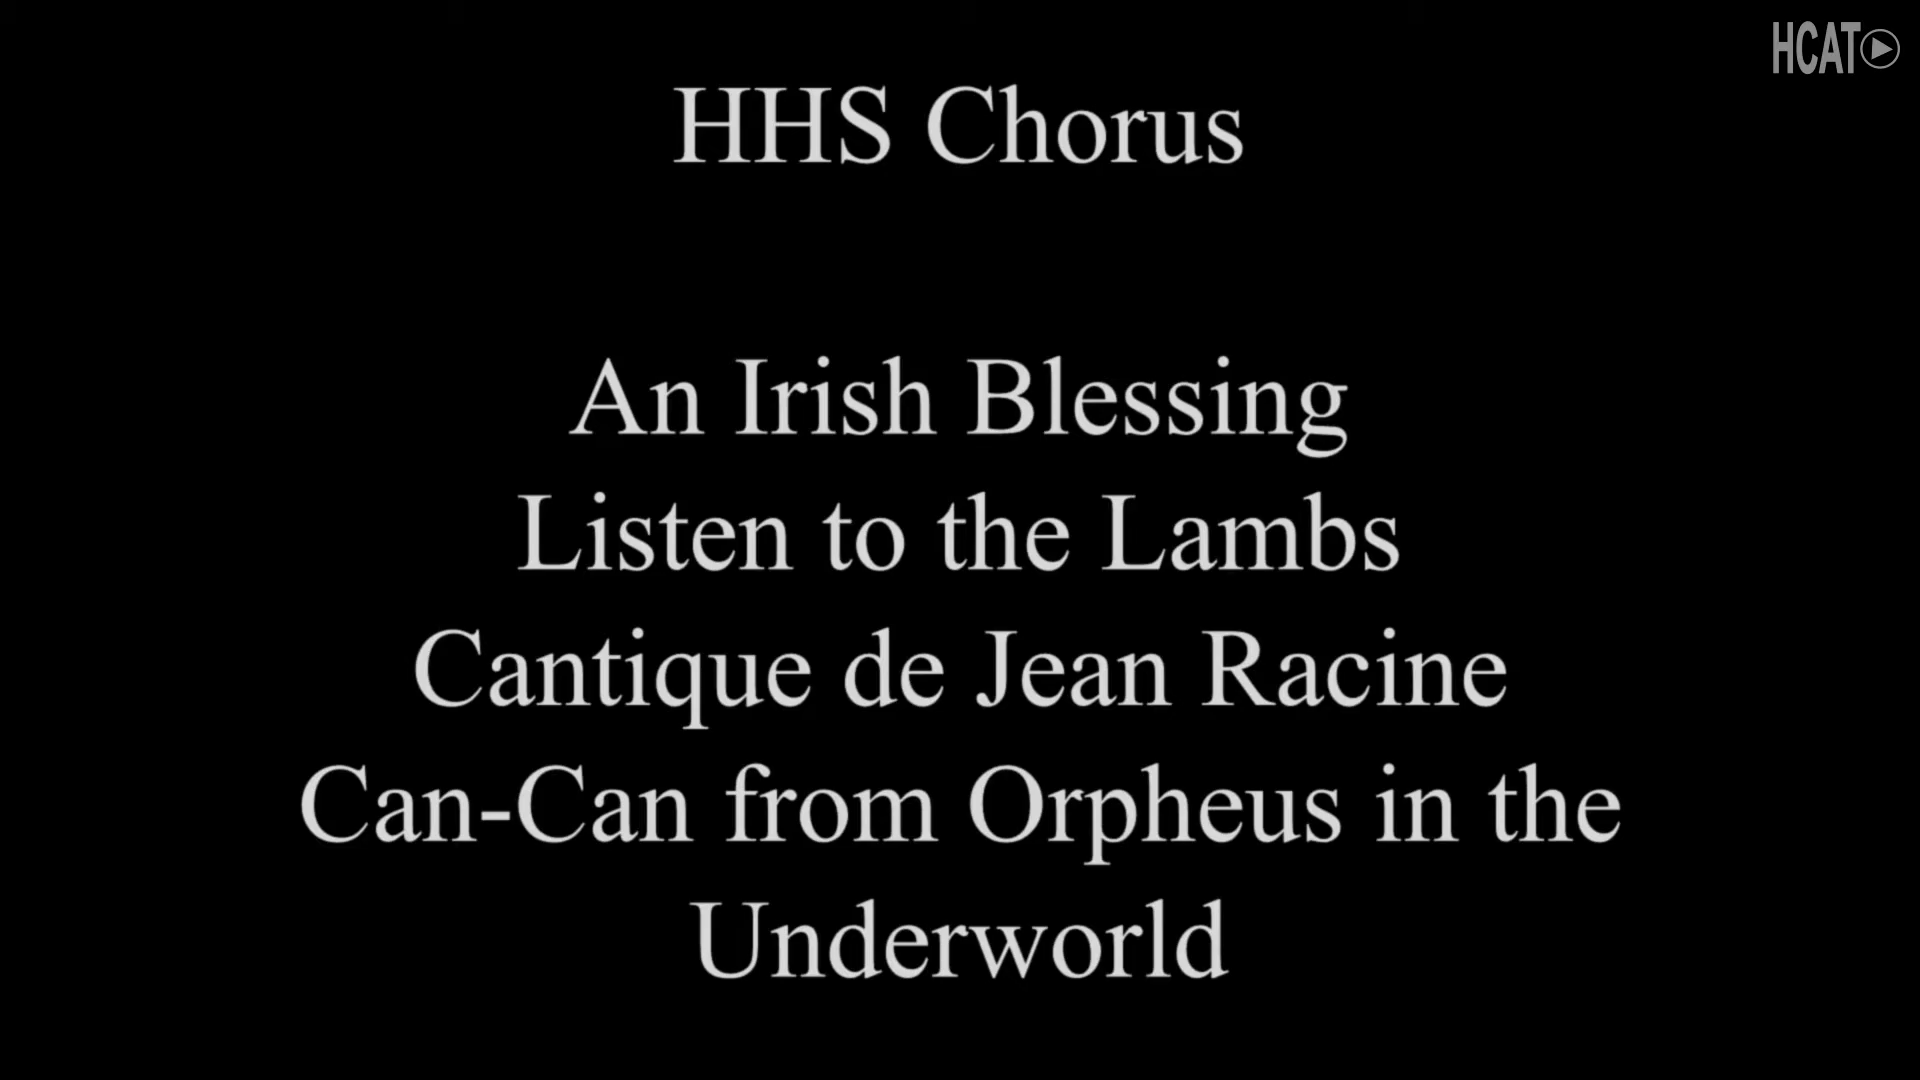 HCAT
HHS Chorus
An Irish Blessing
Listen to the Lambs
Cantique de Jean Racine
Can-Can from Orpheus in the
Underworld